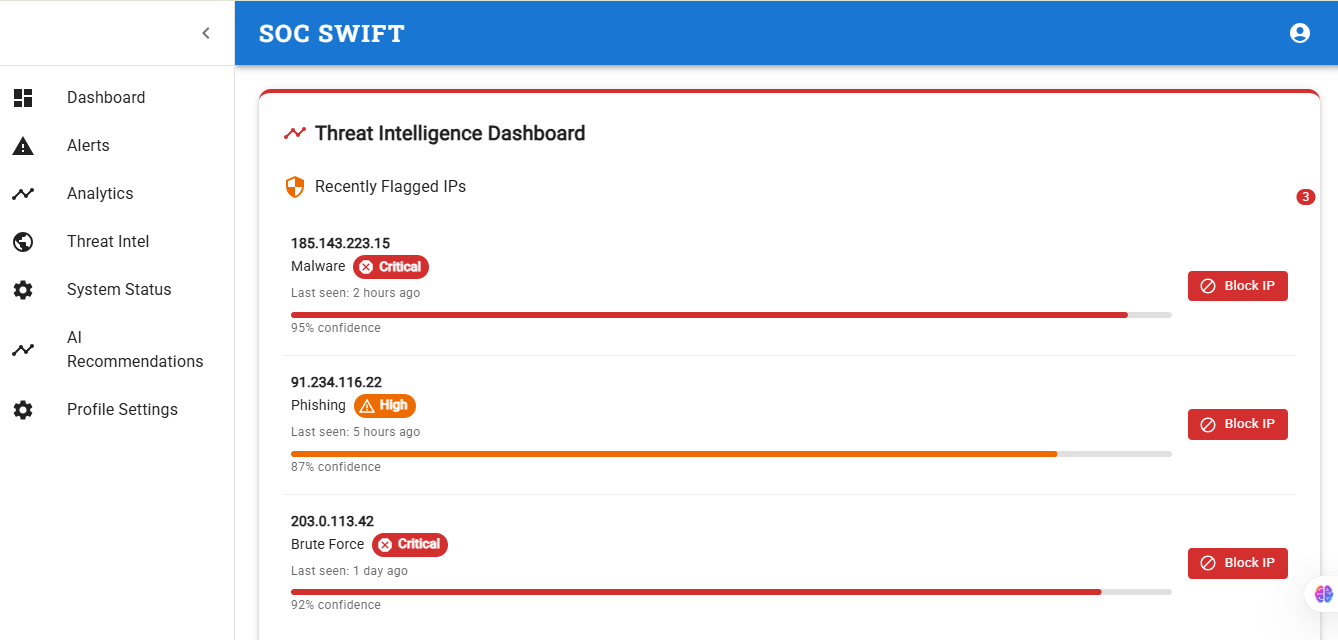 SOC SWIFT
Dashboard
Alerts
Analytics
Threat Intel
System Status
AI
Recommendations
Profile Settings
Threat Intelligence Dashboard
Recently Flagged IPs
3
185.143.223.15
Malware Critical
Last seen: 2 hours ago
95% confidence
Block IP
91.234.116.22
Phishing High
Last seen: 5 hours ago
87% confidence
Block IP
203.0.113.42
Brute Force Critical
Last seen: 1 day ago
92% confidence
Block IP